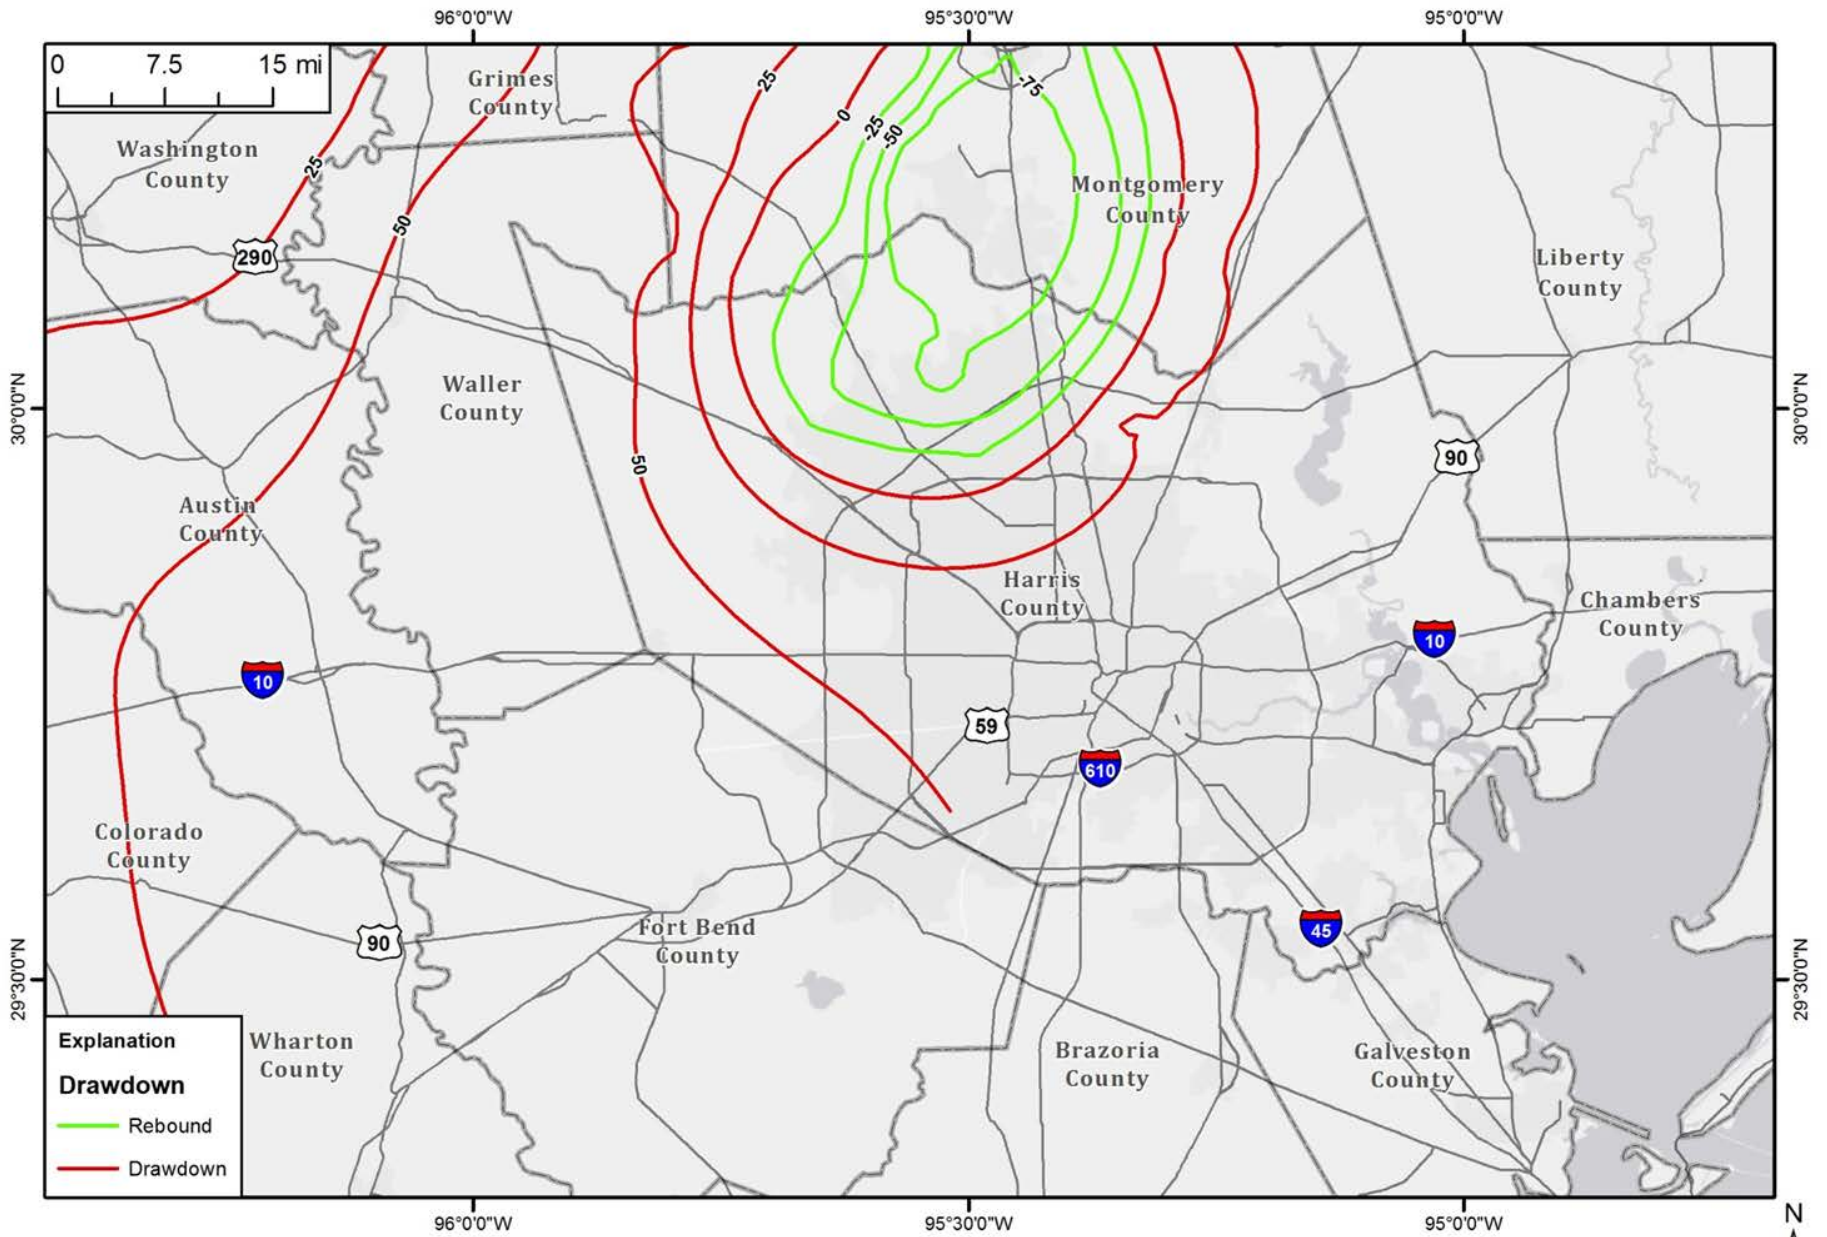 96°0'0"W
95°30'0"W
95°0'0"W
0 7.5 15 mi
Grimes
County
25
0
-25
-50
-75
Washington
County
25
50
290
Montgomery
County
Liberty
County
30°0'0"N
30°0'0"N
Waller
County
50
90
Austin
County
Harris
County
Chambers
County
10
10
59
610
Colorado
County
90
Fort Bend
County
45
29°30'0"N
29°30'0"N
Explanation
Drawdown
Rebound
Drawdown
Wharton
County
Brazoria
County
Galveston
County
96°0'0"W
95°30'0"W
95°0'0"W
N